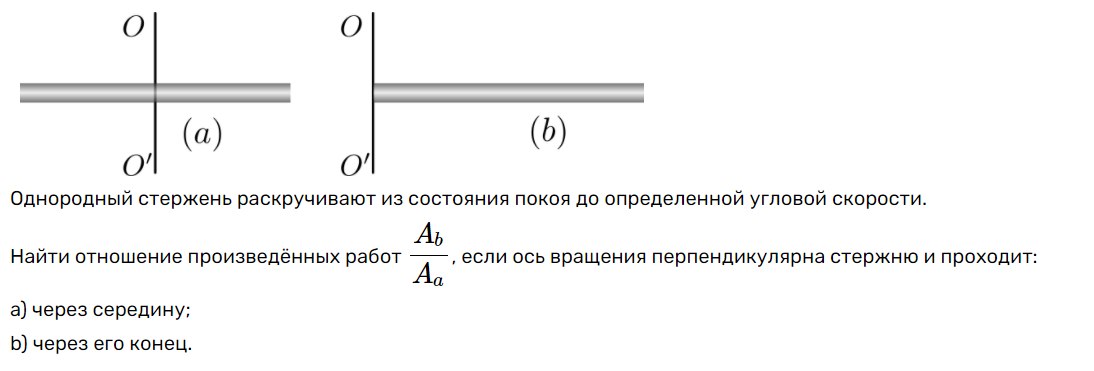 O O
(a) (b)
O′ O′
Однородный стержень раскручивают из состояния покоя до определенной угловой скорости.
Найти отношение произведённых работ A_b/A_a, если ось вращения перпендикулярна стержню и проходит:
a) через середину;
b) через его конец.